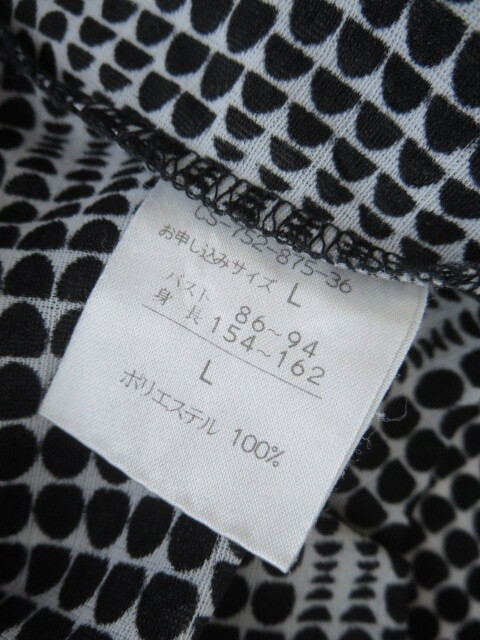 CS-752-875-36
お申し込みサイズ L
バスト 86~94
身長 154~162
L
ポリエステル 100%